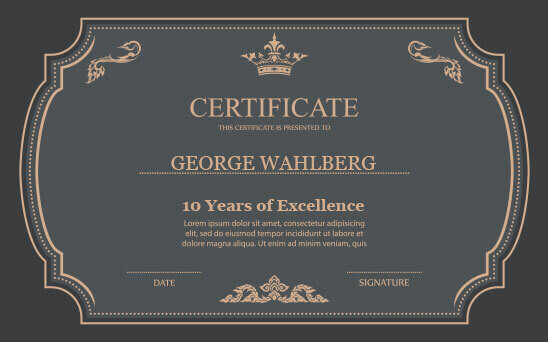 CERTIFICATE
THIS CERTIFICATE IS PRESENTED TO
GEORGE WAHLBERG
10 Years of Excellence
Lorem ipsum dolor sit amet, consectetur adipisicing
elit, sed do eiusmod tempor incididunt ut labore et dolore
magna aliqua. Ut enim ad minim veniam, quis
DATE
SIGNATURE